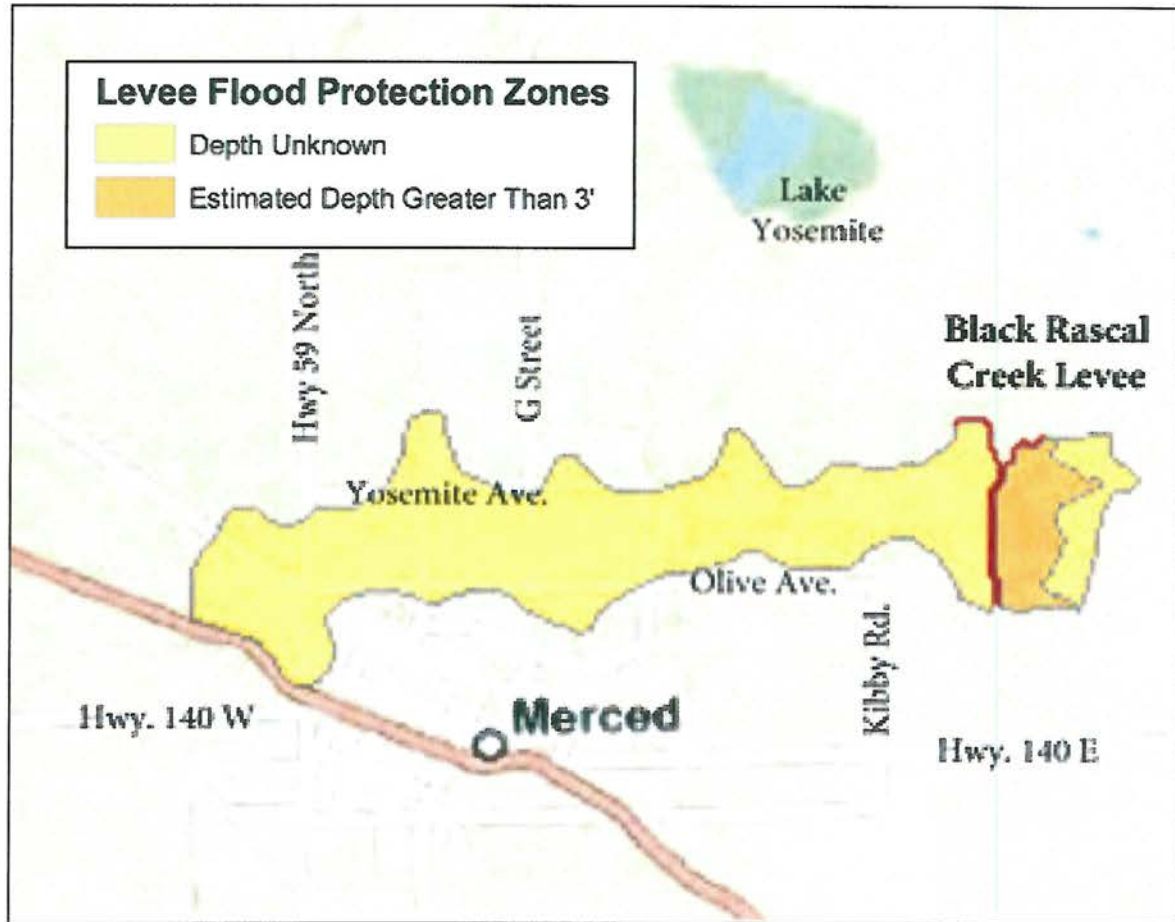 Levee Flood Protection Zones
Depth Unknown
Estimated Depth Greater Than 3'
Lake
Yosemite
Hwy 59 North
G Street
Black Rascal
Creek Levee
Yosemite Ave.
Olive Ave.
Kibby Rd.
Hwy. 140 W
Merced
Hwy. 140 E